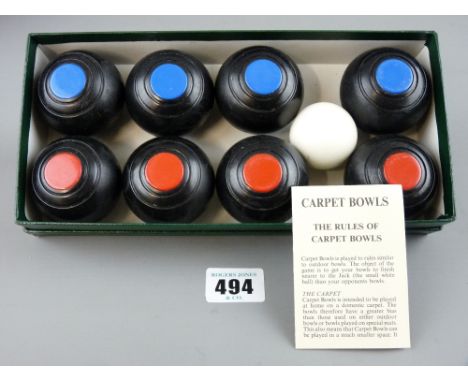 CARPET BOWLS
THE RULES OF
CARPET BOWLS
Carpet Bowls is played to rules similar
to outdoor bowls. The object of the
game is to get your bowls to finish
nearer to the Jack (the small white
ball) than your opponents bowls.
THE CARPET
Carpet Bowls is intended to be played
at home on a domestic carpet. The
bowls therefore have a greater bias
than those used on either outdoor
bowls or bowls played on special mats.
This also means that Carpet Bowls can
be played in a much smaller space. It
ROGERS JONES
494
& CO.